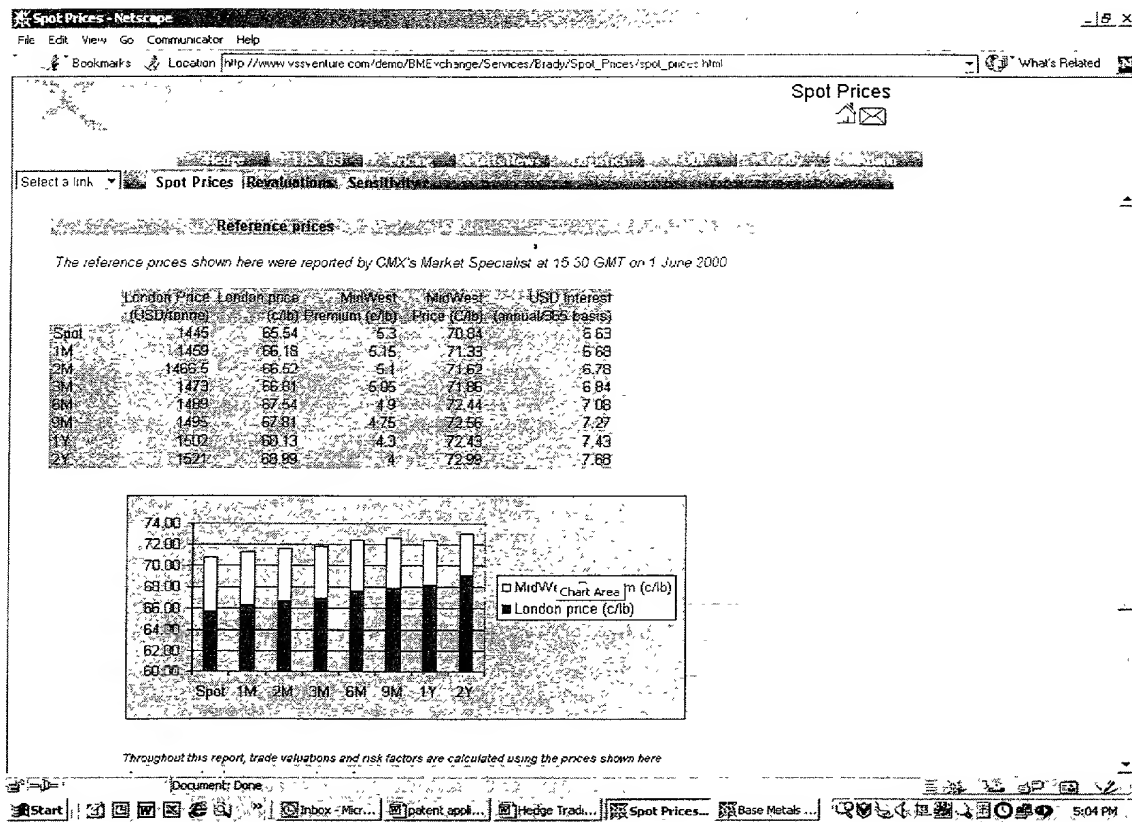 Spot Prices - Netscape
File Edit View Go Communicator Help
Bookmarks Location http://www.vssventure.com/demo/BMExchange/Services/Brady/Spot_Prices/spot_prices.html What's Related
Spot Prices
Hedge
Select a link Spot Prices Revaluations Sensitivity
Reference prices
The reference prices shown here were reported by CMX's Market Specialist at 15 30 GMT on 1 June 2000
London Price London price MidWest MidWest USD Interest
(USD/tonne) (c/lb) Premium (c/lb) Price (C/lb) (annual/365 basis)
Spot 1445 65.54 5.3 70.84 6 63
1M 1459 66.18 5.15 71.33 6 68
2M 1466.5 66.52 5.1 71.62 6.78
3M 1473 66.81 5.05 71.86 6 84
6M 1489 67.54 4.9 72.44 7 08
9M 1495 67.81 4.75 72.56 7.27
1Y 1502 68.13 4.3 72.43 7.43
2Y 1521 68.99 4 72.99 7.68
74.00
72.00
70.00
68.00
66.00
64.00
62.00
60.00
Spot 1M 2M 3M 6M 9M 1Y 2Y
MidWe Chart Area m (c/lb)
London price (c/lb)
Throughout this report, trade valuations and risk factors are calculated using the prices shown here
Document: Done
Start Inbox - Micr... patent appli... Hedge Tradi... Spot Prices... Base Metals ... 5:04 PM